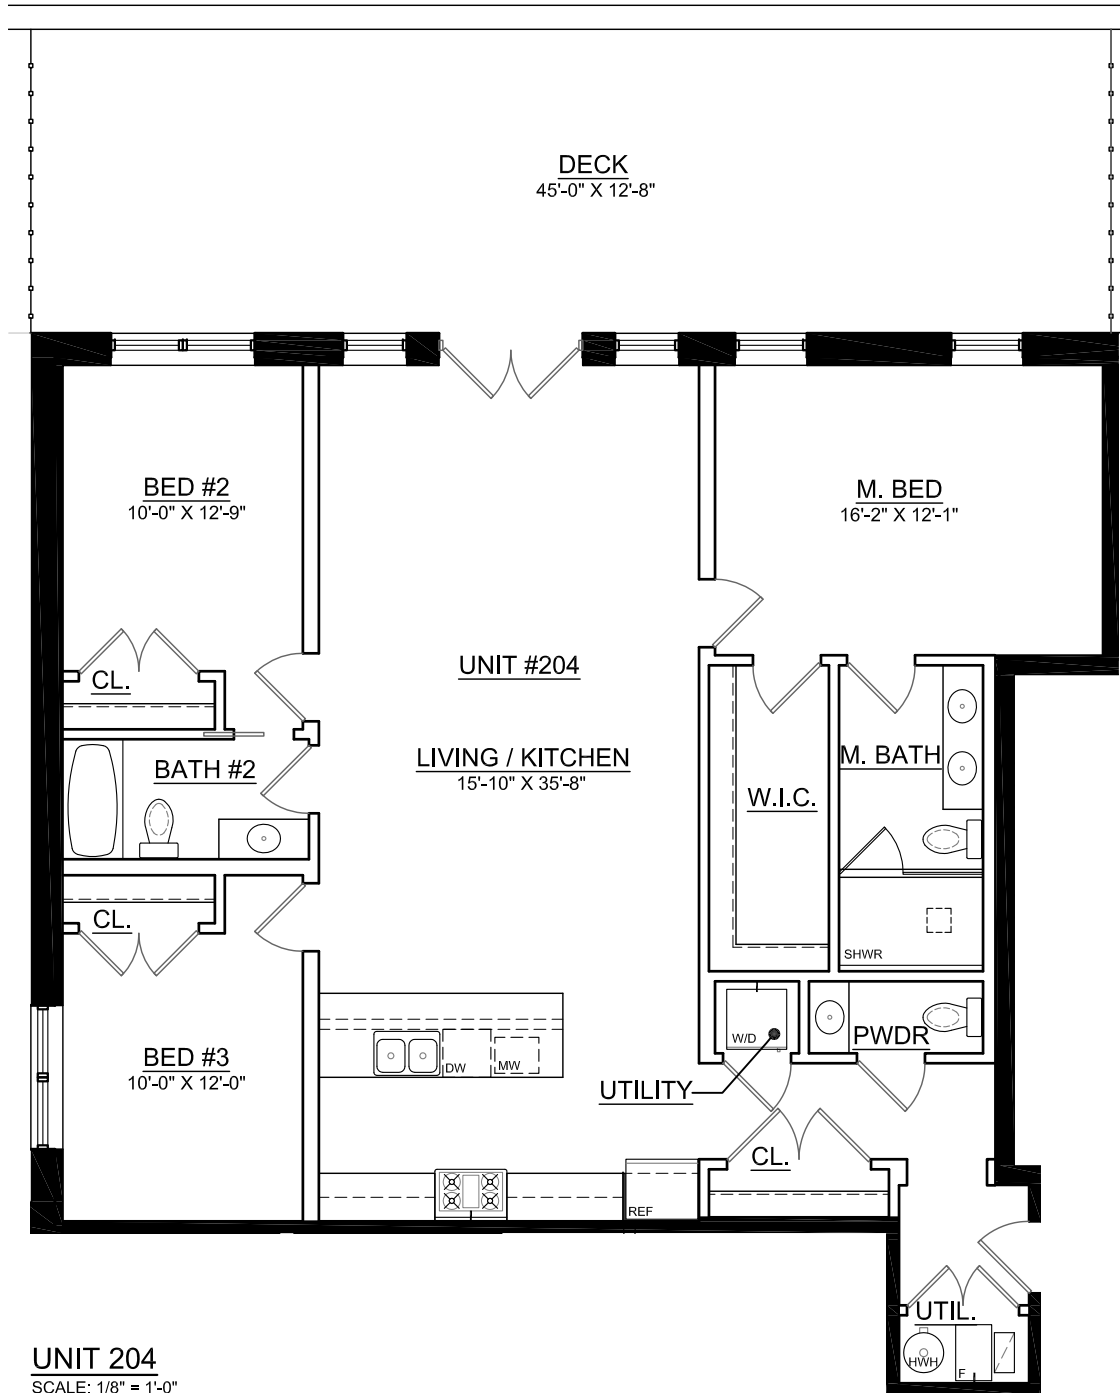 DECK
45'-0" X 12'-8"
BED #2
10'-0" X 12'-9"
M. BED
16'-2" X 12'-1"
UNIT #204
CL.
LIVING / KITCHEN
15'-10" X 35'-8"
BATH #2
M. BATH
W.I.C.
CL.
SHWR
BED #3
10'-0" X 12'-0"
W/D
PWDR
DW
MW
UTILITY
CL.
REF
UTIL.
HWH
F
UNIT 204
SCALE: 1/8" = 1'-0"